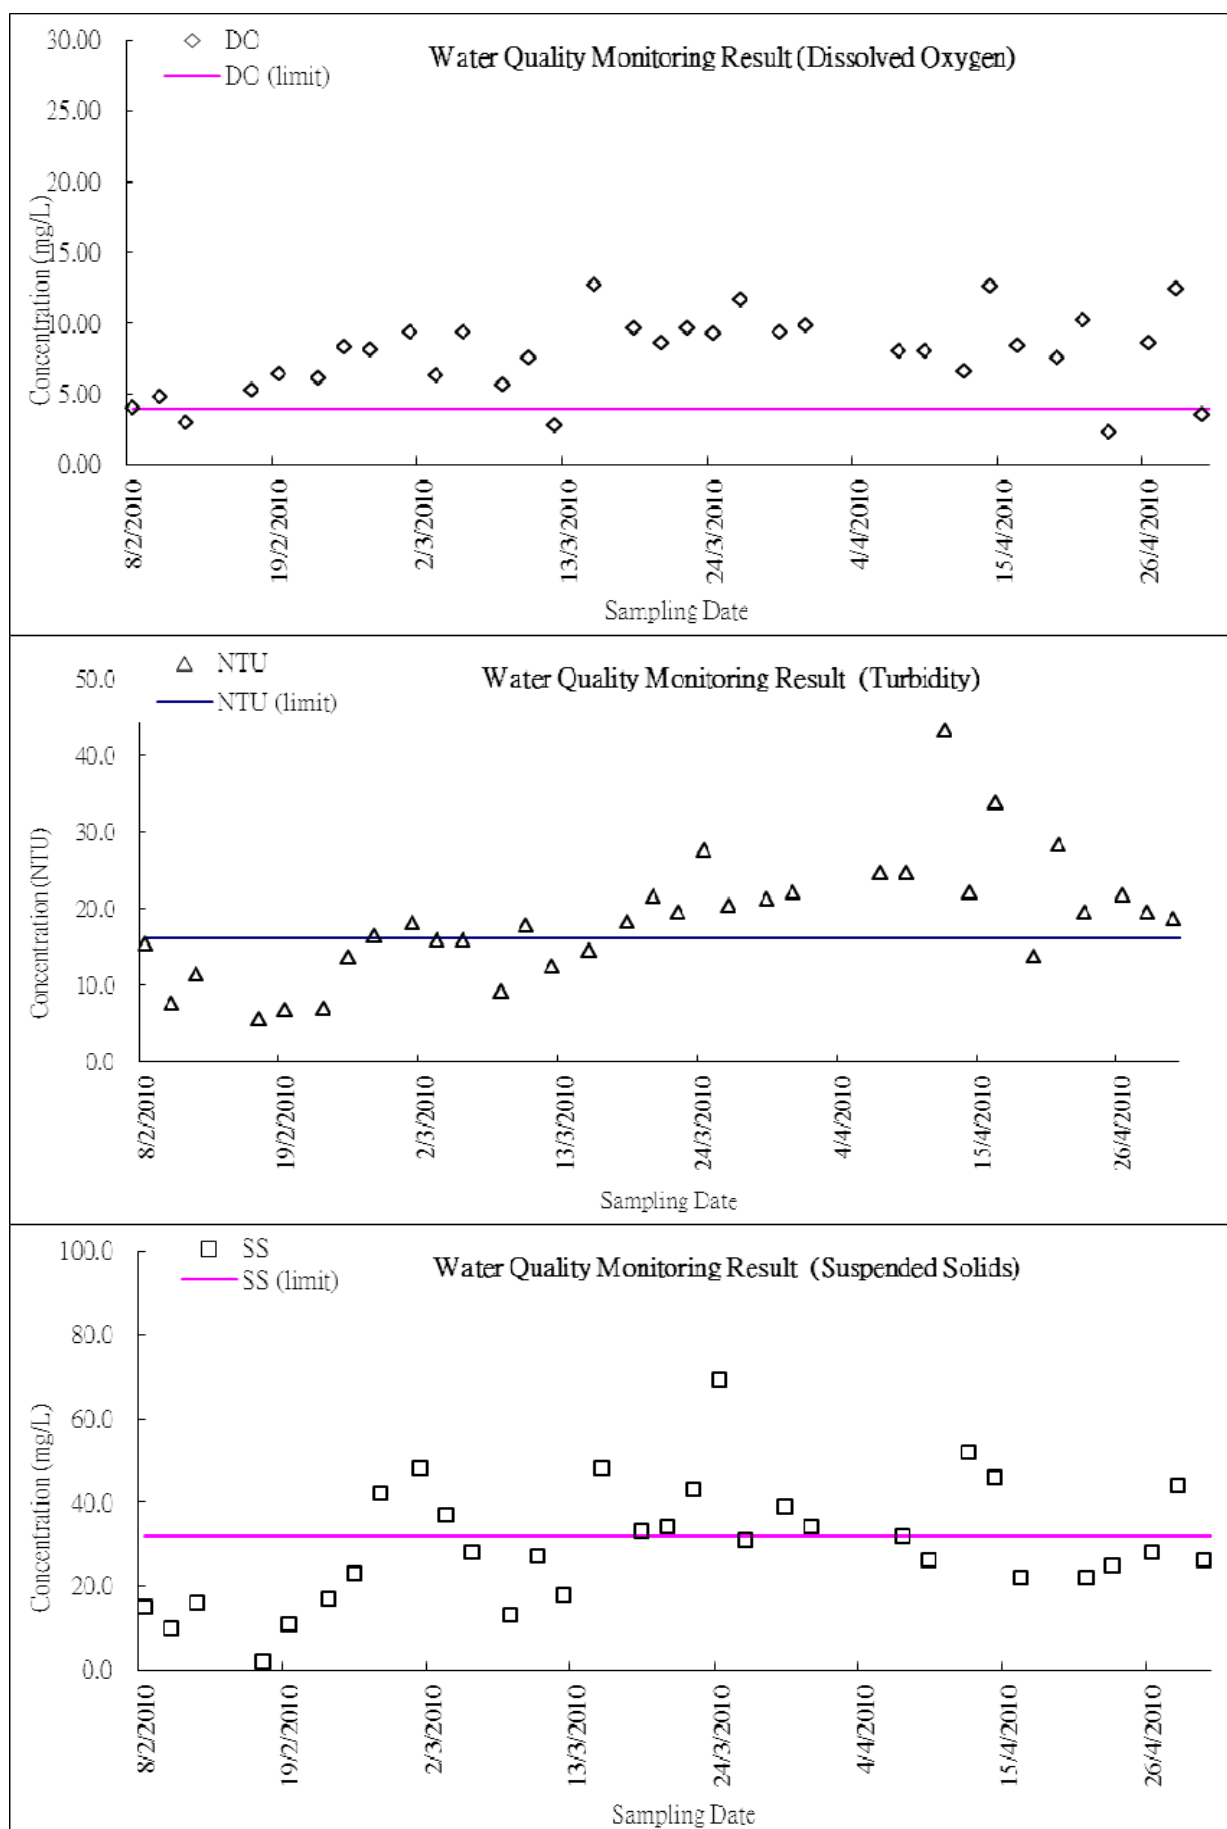 30.00
DO
Water Quality Monitoring Result (Dissolved Oxygen)
DO (limit)
25.00
20.00
15.00
10.00
5.00
0.00
Concentration (mg/L)
8/2/2010
19/2/2010
2/3/2010
13/3/2010
24/3/2010
4/4/2010
15/4/2010
26/4/2010
Sampling Date
50.0
NTU
Water Quality Monitoring Result (Turbidity)
NTU (limit)
40.0
30.0
20.0
10.0
0.0
Concentration (NTU)
8/2/2010
19/2/2010
2/3/2010
13/3/2010
24/3/2010
4/4/2010
15/4/2010
26/4/2010
Sampling Date
100.0
SS
Water Quality Monitoring Result (Suspended Solids)
SS (limit)
80.0
60.0
40.0
20.0
0.0
Concentration (mg/L)
8/2/2010
19/2/2010
2/3/2010
13/3/2010
24/3/2010
4/4/2010
15/4/2010
26/4/2010
Sampling Date